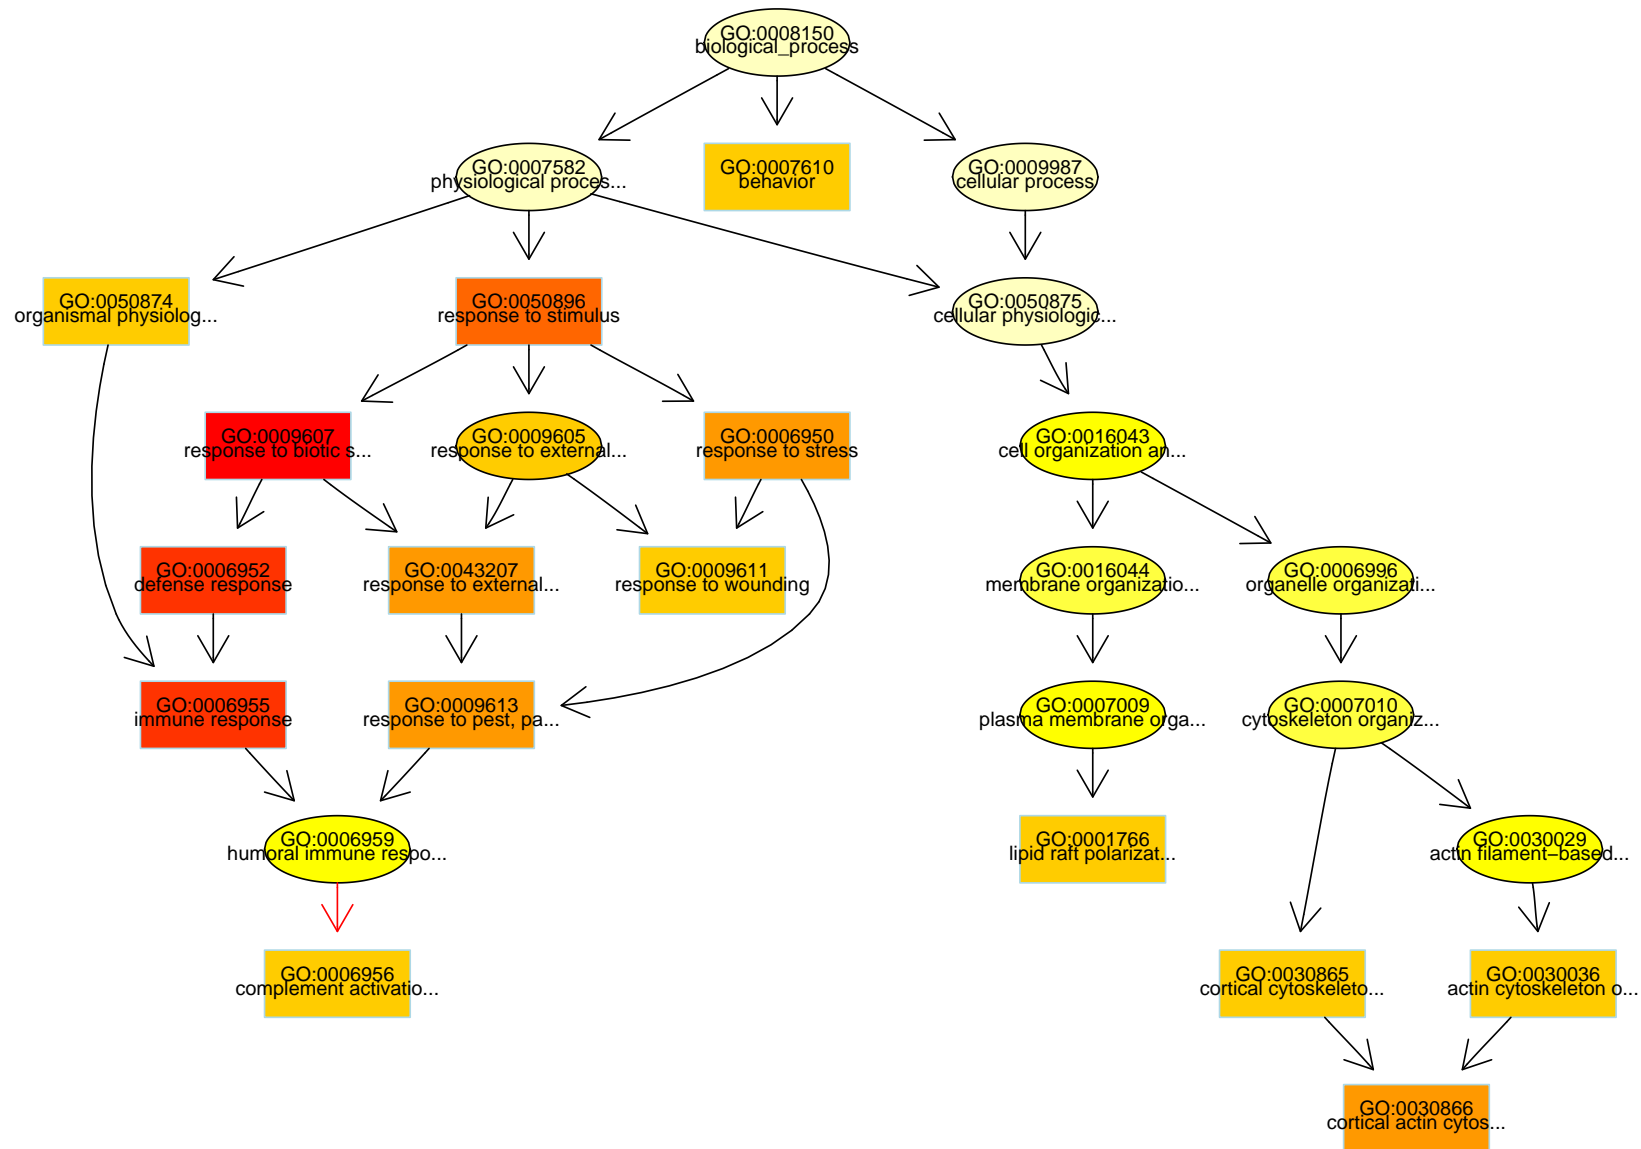 GO:0008150
biological_process
GO:0007582
physiological proces...
GO:0007610
behavior
GO:0009987
cellular process
GO:0050874
organismal physiolog...
GO:0050896
response to stimulus
GO:0050875
cellular physiologic...
GO:0009607
response to biotic s...
GO:0009605
response to external...
GO:0006950
response to stress
GO:0016043
cell organization an...
GO:0006952
defense response
GO:0043207
response to external...
GO:0009611
response to wounding
GO:0016044
membrane organizatio...
GO:0006996
organelle organizati...
GO:0006955
immune response
GO:0009613
response to pest, pa...
GO:0007009
plasma membrane orga...
GO:0007010
cytoskeleton organiz...
GO:0006959
humoral immune respo...
GO:0001766
lipid raft polarizat...
GO:0030029
actin filament−based...
GO:0006956
complement activatio...
GO:0030865
cortical cytoskeleto...
GO:0030036
actin cytoskeleton o...
GO:0030866
cortical actin cytos...